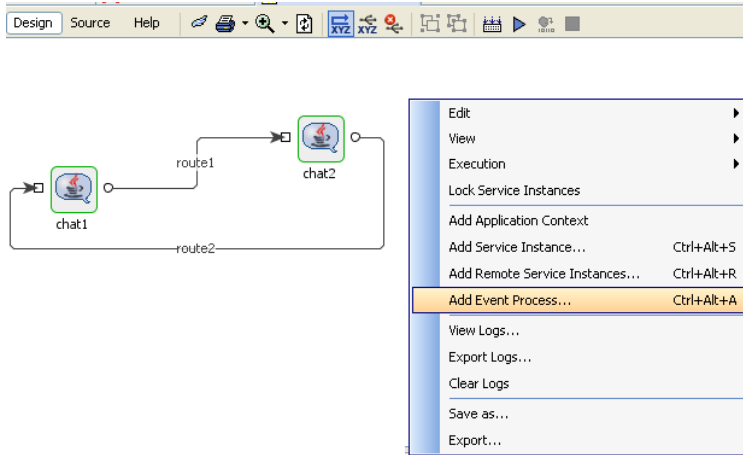 Design Source Help
XYZ XYZ
Edit
View
Execution
Lock Service Instances
Add Application Context
Add Service Instance... Ctrl+Alt+S
Add Remote Service Instances... Ctrl+Alt+R
Add Event Process... Ctrl+Alt+A
View Logs...
Export Logs...
Clear Logs
Save as...
Export...
route1
chat2
chat1
route2